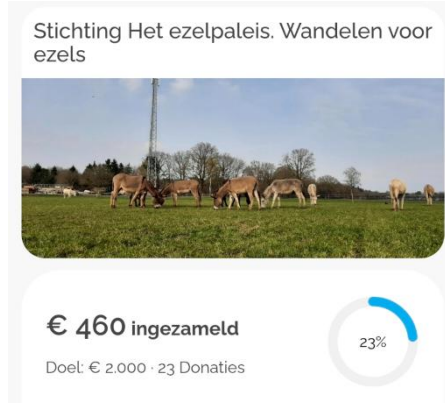 Stichting Het ezelpaleis. Wandelen voor
ezels
€ 460 ingezameld
23%
Doel: € 2.000 · 23 Donaties